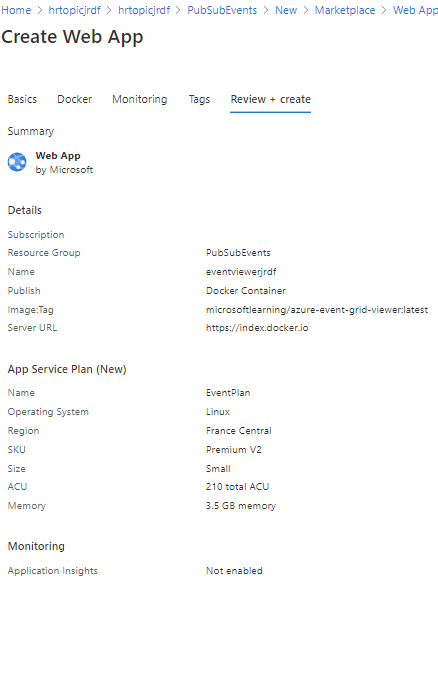 Home > hrtopicjrdf > hrtopicjrdf > PubSubEvents > New > Marketplace > Web App
Create Web App
Basics Docker Monitoring Tags Review + create
Summary
Web App
by Microsoft
Details
Subscription
Resource Group PubSubEvents
Name eventviewerjrdf
Publish Docker Container
Image:Tag microsoftlearning/azure-event-grid-viewer:latest
Server URL https://index.docker.io
App Service Plan (New)
Name EventPlan
Operating System Linux
Region France Central
SKU Premium V2
Size Small
ACU 210 total ACU
Memory 3.5 GB memory
Monitoring
Application Insights Not enabled